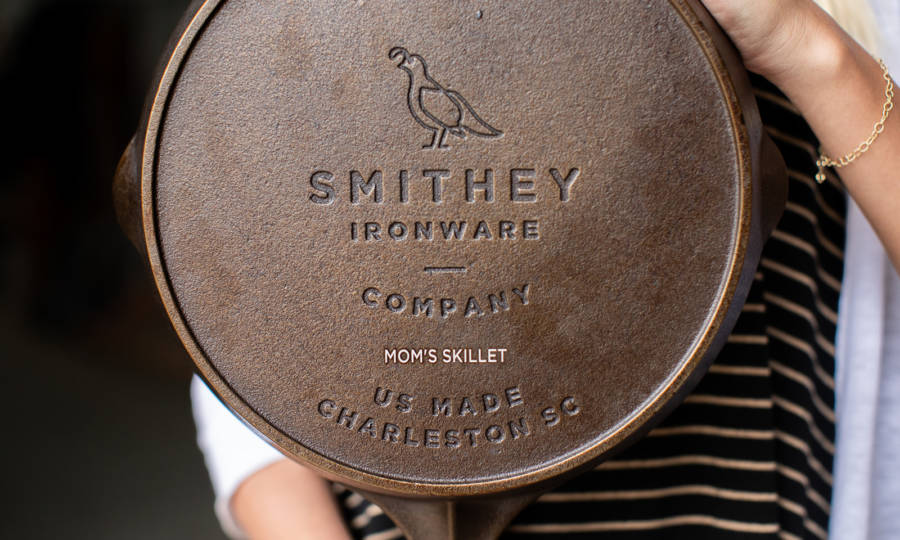 SMITHEY
IRONWARE
COMPANY
MOM'S SKILLET
US MADE
CHARLESTON SC